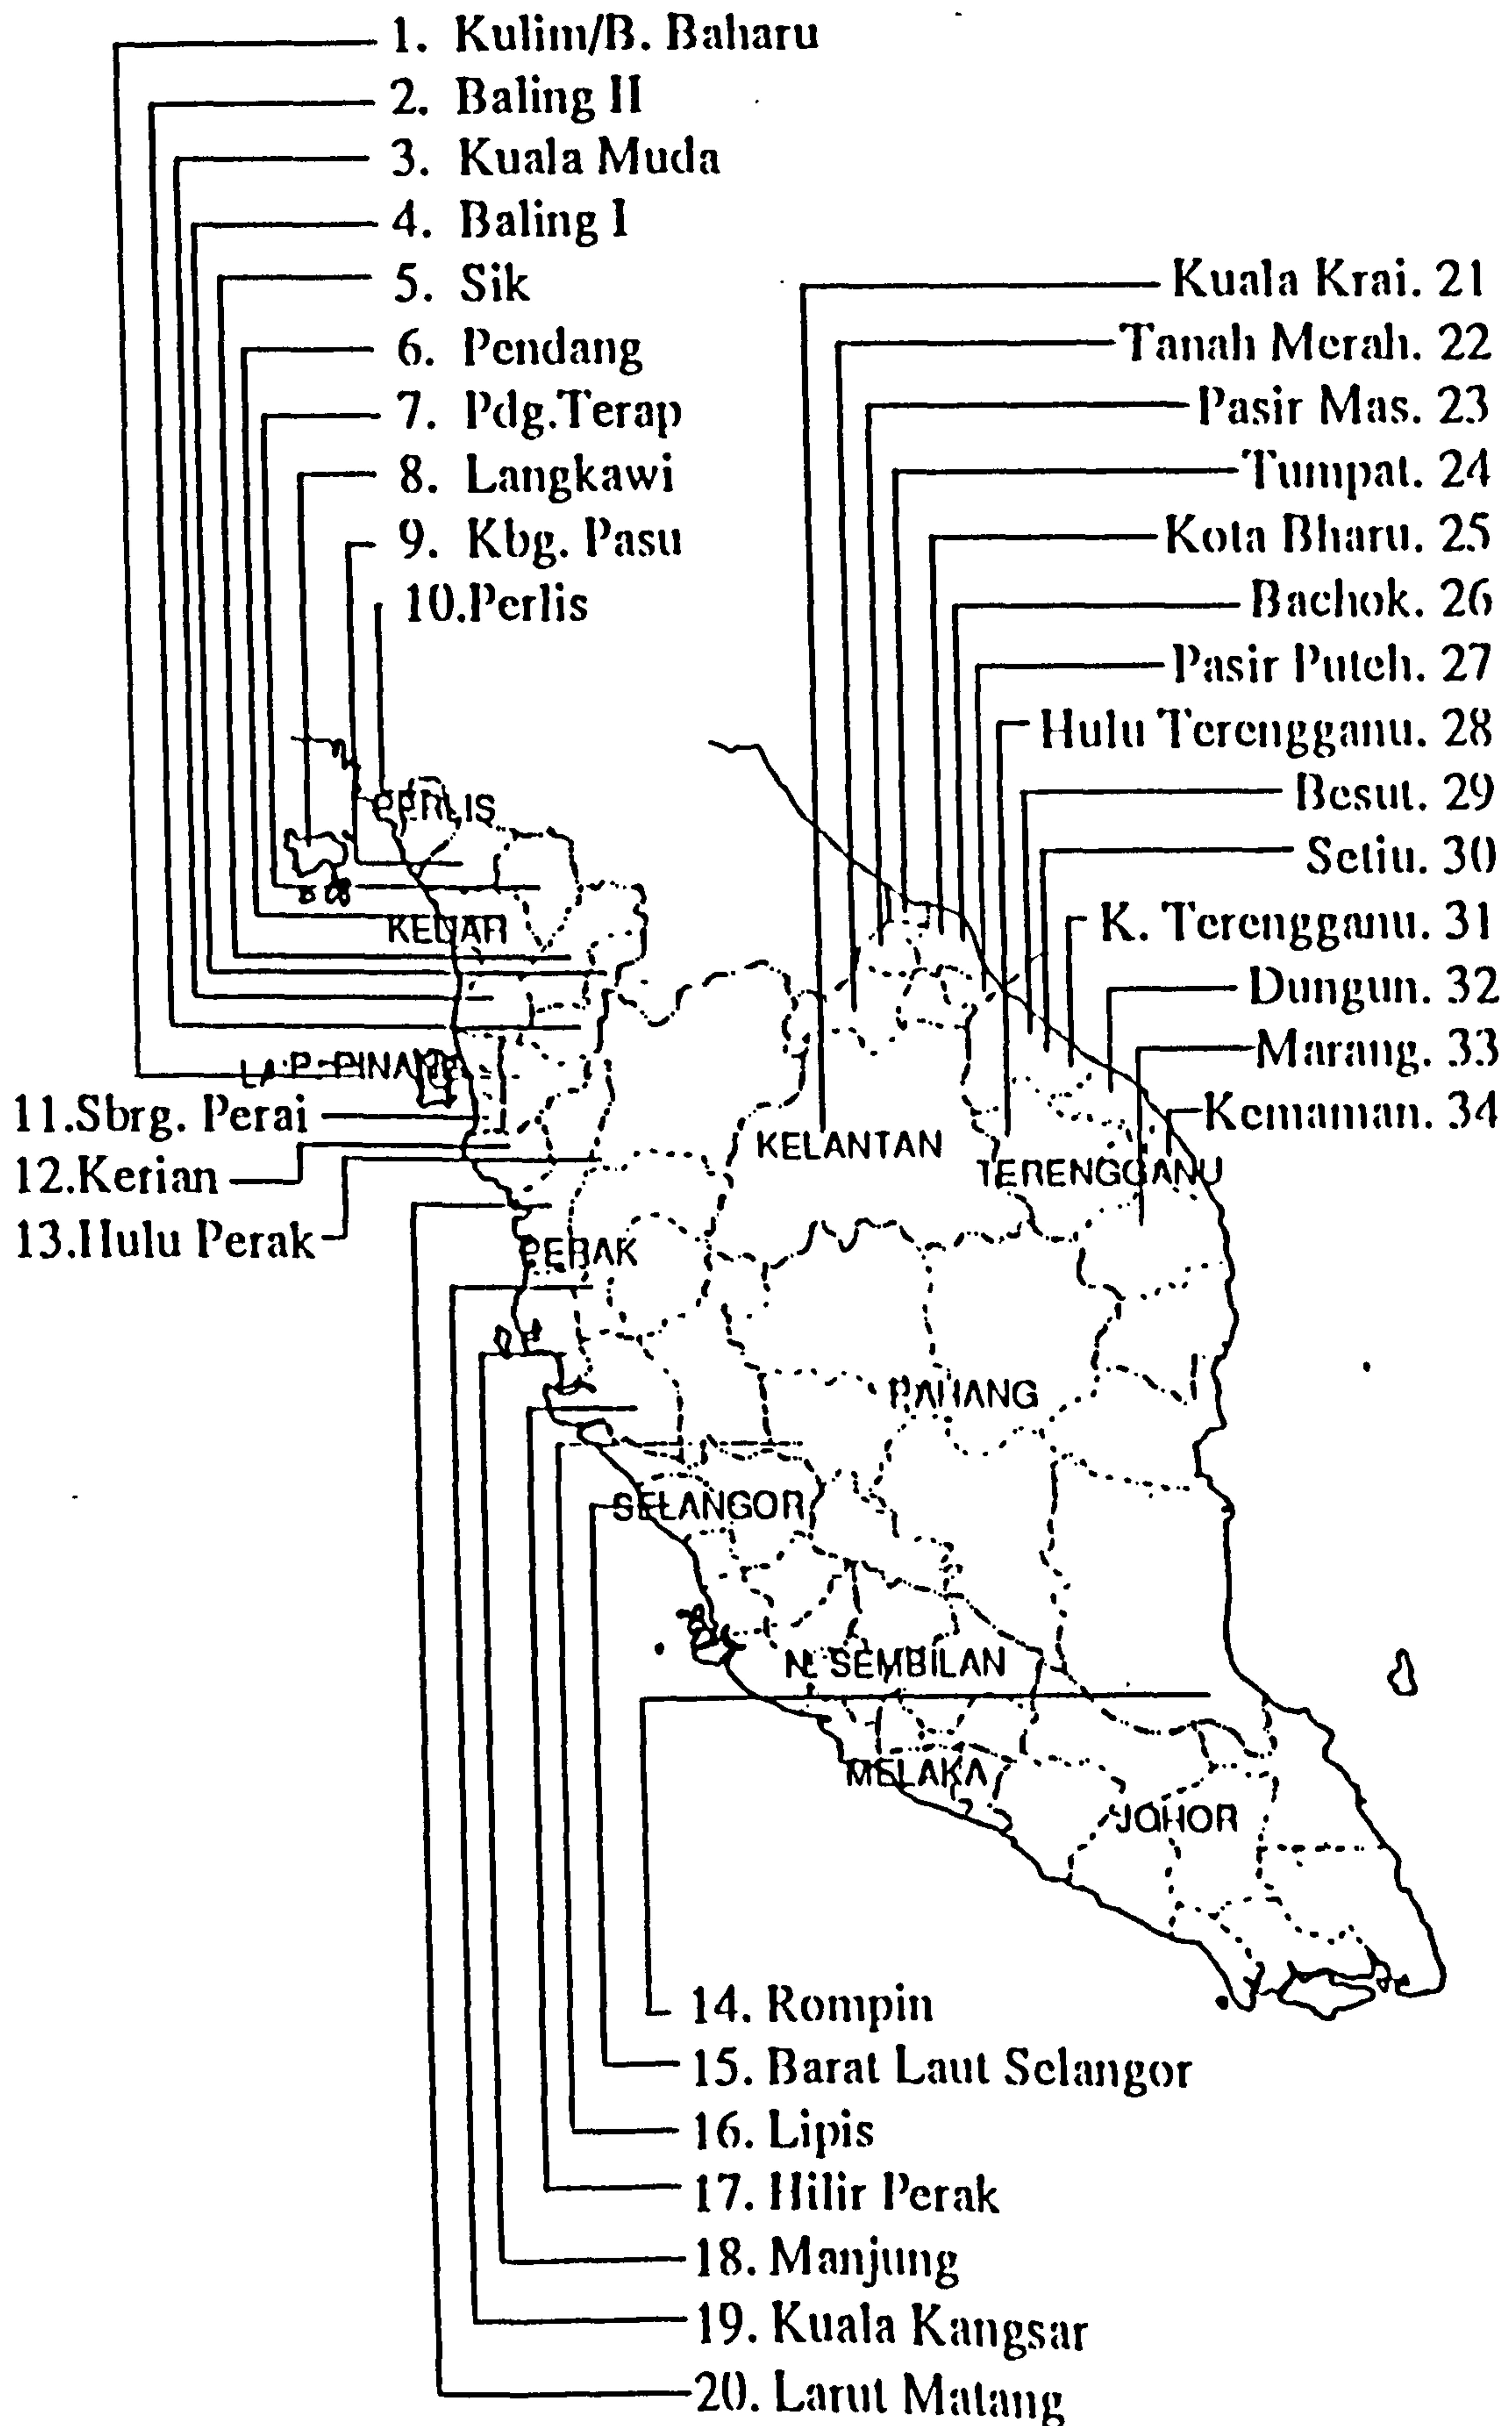 1. Kulim/B. Baharu
2. Baling II
3. Kuala Muda
4. Baling I
5. Sik
6. Pendang
7. Pdg.Terap
8. Langkawi
9. Kbg. Pasu
10.Perlis
11.Sbrg. Perai
12.Kerian
13.Hulu Perak
14. Rompin
15. Barat Laut Selangor
16. Lipis
17. Hilir Perak
18. Manjung
19. Kuala Kangsar
20. Larut Matang
Kuala Krai. 21
Tanah Merah. 22
Pasir Mas. 23
Tumpat. 24
Kota Bharu. 25
Bachok. 26
Pasir Puteh. 27
Hulu Terengganu. 28
Besut. 29
Setiu. 30
K. Terengganu. 31
Dungun. 32
Marang. 33
Kemaman. 34
PERLIS
KEDAH
P. PINANG
KELANTAN
TERENGGANU
PERAK
PAHANG
SELANGOR
N. SEMBILAN
MELAKA
JOHOR